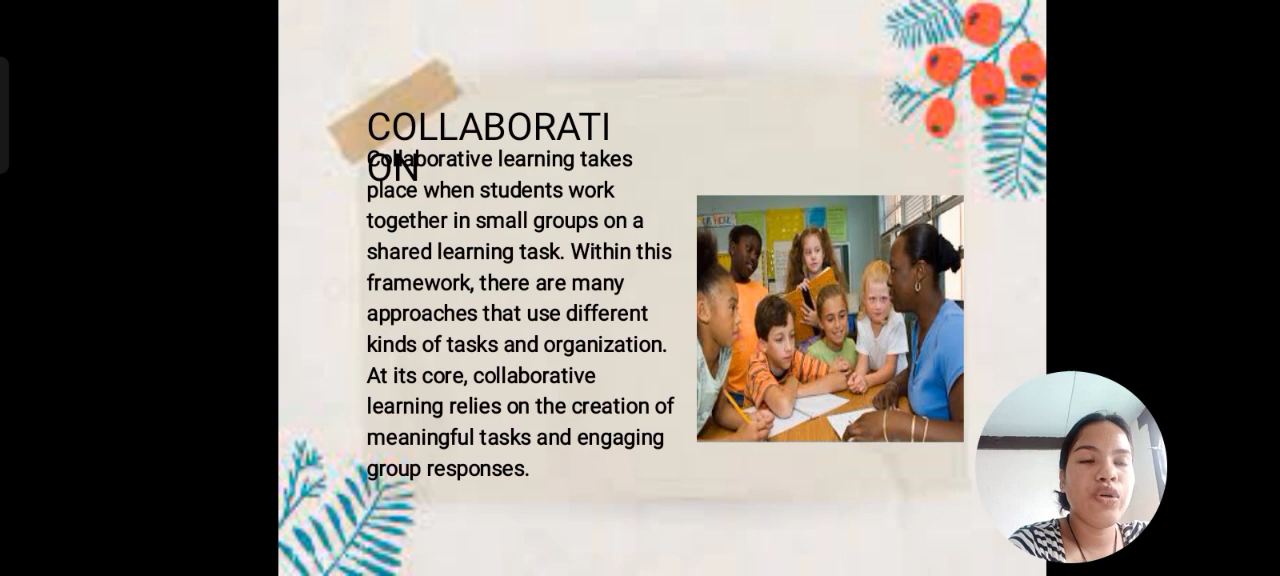 COLLABORATI
ON
Collaborative learning takes
place when students work
together in small groups on a
shared learning task. Within this
framework, there are many
approaches that use different
kinds of tasks and organization.
At its core, collaborative
learning relies on the creation of
meaningful tasks and engaging
group responses.